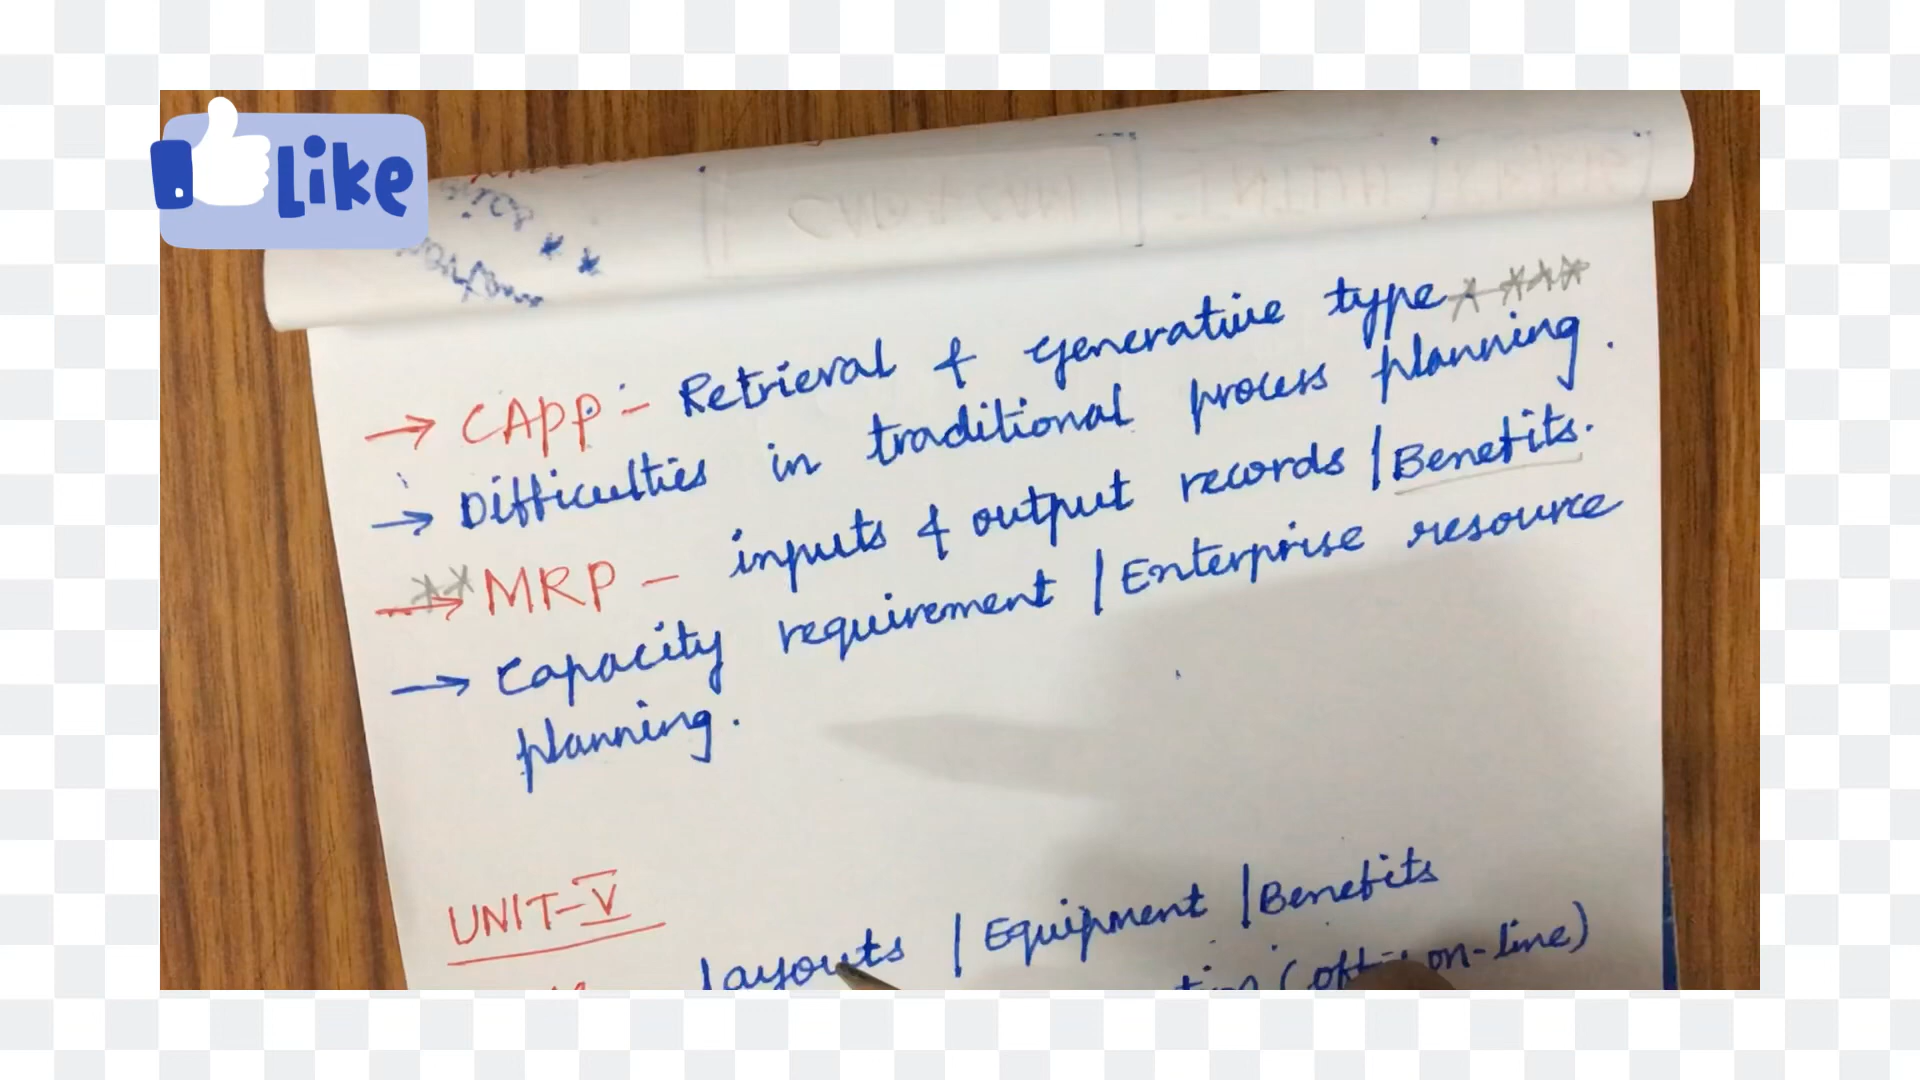 Like
→ CAPP :- Retrieval & generative type. ****
→ Difficulties in traditional process planning.
** → MRP - inputs & output records | Benefits.
→ Capacity requirement | Enterprise resource
planning.
UNIT-V
layouts | Equipment | Benefits
on-line)